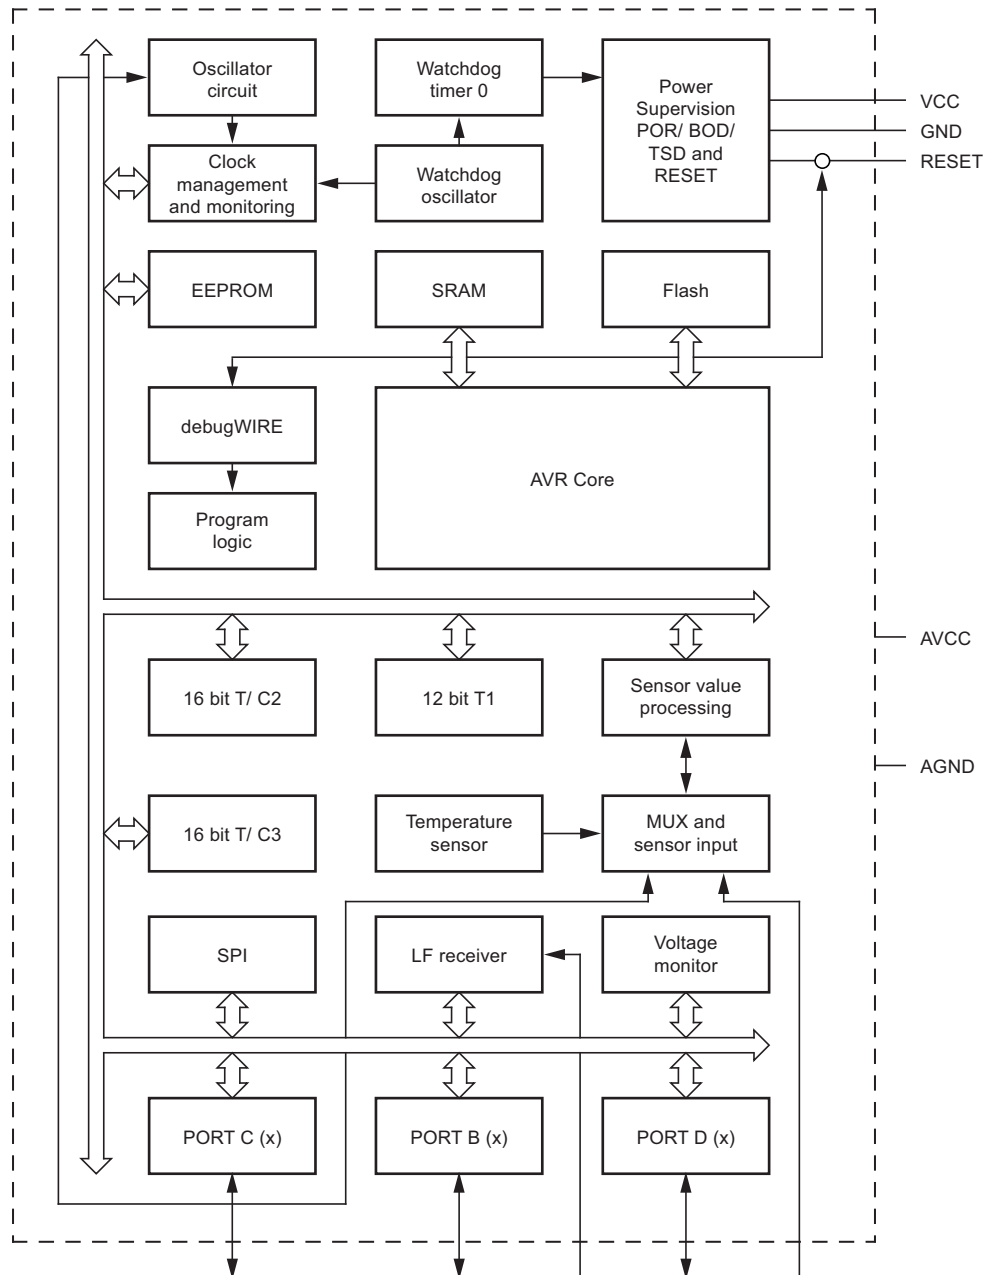 Oscillator
circuit
Watchdog
timer 0
Power
Supervision
POR/ BOD/
TSD and
RESET
VCC
GND
RESET
Clock
management
and monitoring
Watchdog
oscillator
EEPROM
SRAM
Flash
debugWIRE
AVR Core
Program
logic
AVCC
16 bit T/ C2
12 bit T1
Sensor value
processing
AGND
16 bit T/ C3
Temperature
sensor
MUX and
sensor input
SPI
LF receiver
Voltage
monitor
PORT C (x)
PORT B (x)
PORT D (x)